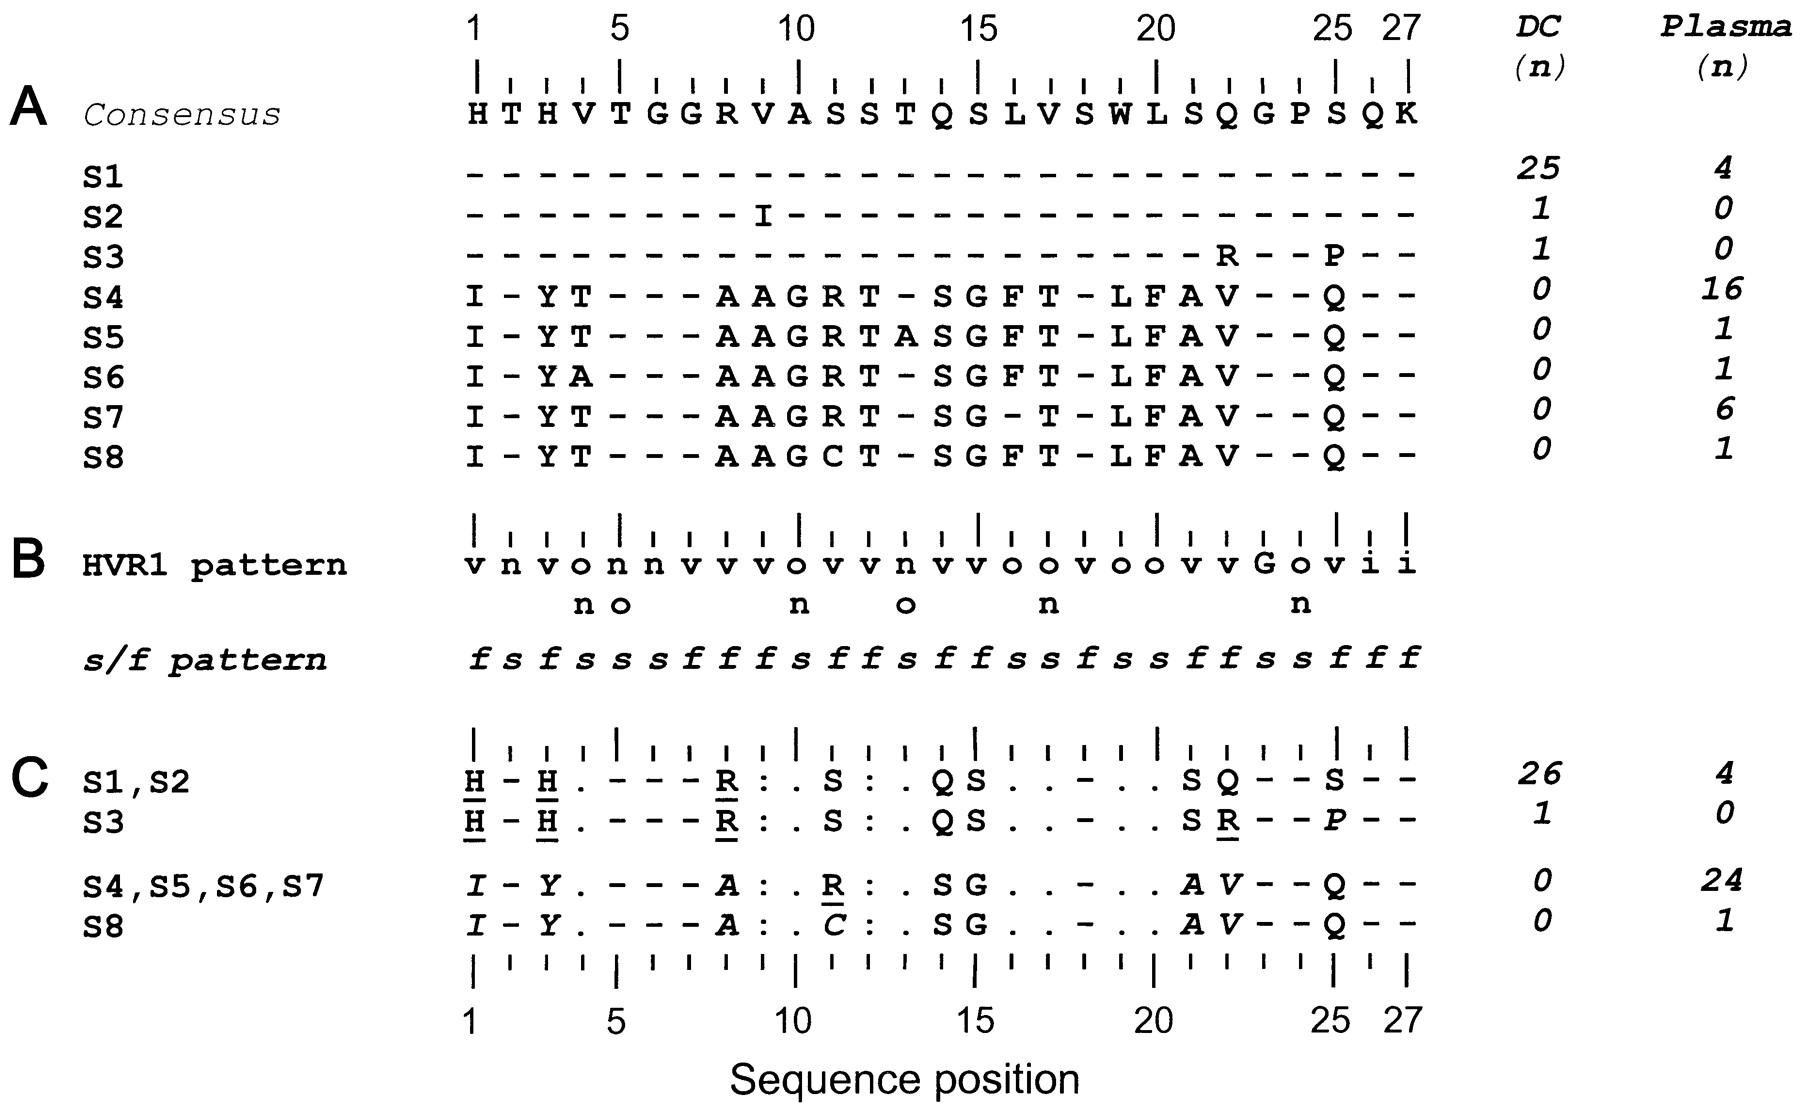 1 5 10 15 20 25 27 DC Plasma
(n) (n)
A Consensus H T H V T G G R V A S S T Q S L V S W L S Q G P S Q K
S1 - - - - - - - - - - - - - - - - - - - - - - - - - - - 25 4
S2 - - - - - - - - I - - - - - - - - - - - - - - - - - - 1 0
S3 - - - - - - - - - - - - - - - - - - - - - R - - P - - 1 0
S4 I - Y T - - - A A G R T - S G F T - L F A V - - Q - - 0 16
S5 I - Y T - - - A A G R T A S G F T - L F A V - - Q - - 0 1
S6 I - Y A - - - A A G R T - S G F T - L F A V - - Q - - 0 1
S7 I - Y T - - - A A G R T - S G - T - L F A V - - Q - - 0 6
S8 I - Y T - - - A A G C T - S G F T - L F A V - - Q - - 0 1
B HVR1 pattern v n v o n n v v v o v v n v v o o v o o v v G o v i i
n o n o n n
s/f pattern f s f s s s f f f s f f s f f s s f s s f f s s f f f
C S1,S2 H - H . - - - R : . S : . Q S . . - . . S Q - - S - - 26 4
S3 H - H . - - - R : . S : . Q S . . - . . S R - - P - - 1 0
S4,S5,S6,S7 I - Y . - - - A : . R : . S G . . - . . A V - - Q - - 0 24
S8 I - Y . - - - A : . C : . S G . . - . . A V - - Q - - 0 1
1 5 10 15 20 25 27
Sequence position